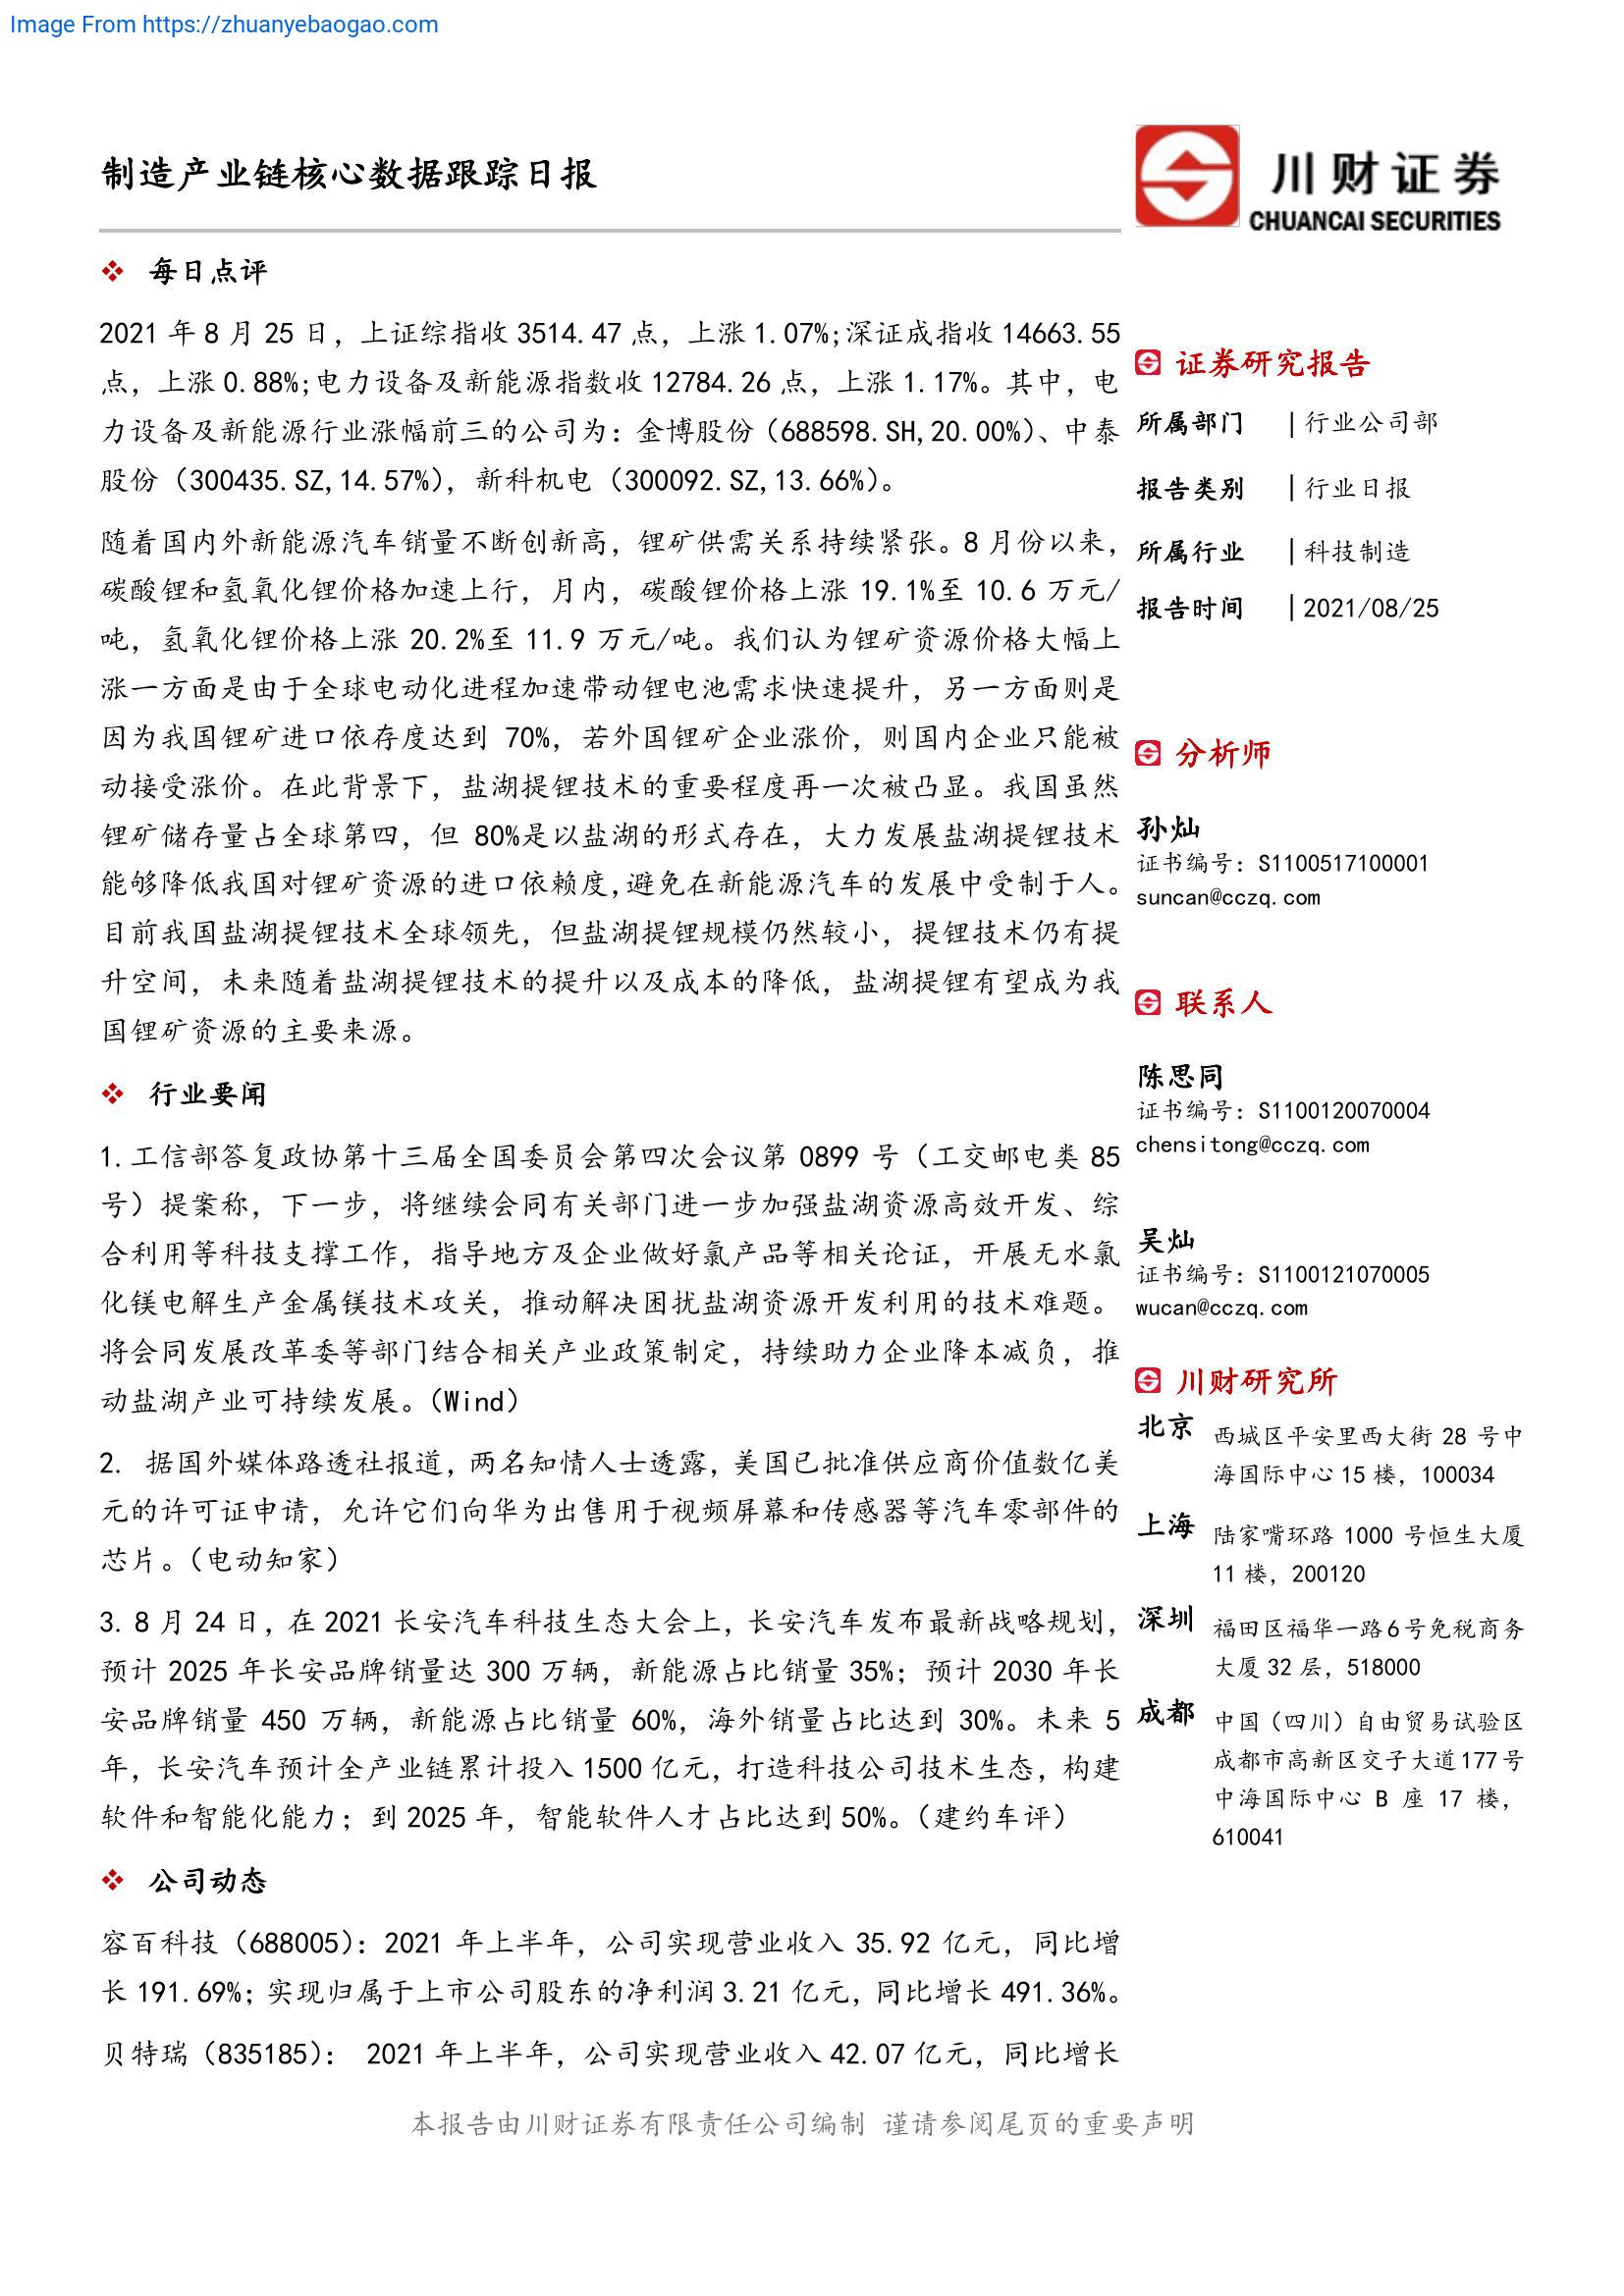 Image From https://zhuanyebaogao.com
制造产业链核心数据跟踪日报
川财证券
CHUANCAI SECURITIES
每日点评
2021 年 8 月 25 日，上证综指收 3514.47 点，上涨 1.07%;深证成指收 14663.55
点，上涨 0.88%;电力设备及新能源指数收 12784.26 点，上涨 1.17%。其中，电
力设备及新能源行业涨幅前三的公司为：金博股份（688598.SH,20.00%）、中泰
股份（300435.SZ,14.57%），新科机电（300092.SZ,13.66%）。
随着国内外新能源汽车销量不断创新高，锂矿供需关系持续紧张。8 月份以来，
碳酸锂和氢氧化锂价格加速上行，月内，碳酸锂价格上涨 19.1%至 10.6 万元/
吨，氢氧化锂价格上涨 20.2%至 11.9 万元/吨。我们认为锂矿资源价格大幅上
涨一方面是由于全球电动化进程加速带动锂电池需求快速提升，另一方面则是
因为我国锂矿进口依存度达到 70%，若外国锂矿企业涨价，则国内企业只能被
动接受涨价。在此背景下，盐湖提锂技术的重要程度再一次被凸显。我国虽然
锂矿储存量占全球第四，但 80%是以盐湖的形式存在，大力发展盐湖提锂技术
能够降低我国对锂矿资源的进口依赖度,避免在新能源汽车的发展中受制于人。
目前我国盐湖提锂技术全球领先，但盐湖提锂规模仍然较小，提锂技术仍有提
升空间，未来随着盐湖提锂技术的提升以及成本的降低，盐湖提锂有望成为我
国锂矿资源的主要来源。
行业要闻
1.工信部答复政协第十三届全国委员会第四次会议第 0899 号（工交邮电类 85
号）提案称，下一步，将继续会同有关部门进一步加强盐湖资源高效开发、综
合利用等科技支撑工作，指导地方及企业做好氯产品等相关论证，开展无水氯
化镁电解生产金属镁技术攻关，推动解决困扰盐湖资源开发利用的技术难题。
将会同发展改革委等部门结合相关产业政策制定，持续助力企业降本减负，推
动盐湖产业可持续发展。（Wind）
2. 据国外媒体路透社报道，两名知情人士透露，美国已批准供应商价值数亿美
元的许可证申请，允许它们向华为出售用于视频屏幕和传感器等汽车零部件的
芯片。（电动知家）
3. 8 月 24 日，在 2021 长安汽车科技生态大会上，长安汽车发布最新战略规划，
预计 2025 年长安品牌销量达 300 万辆，新能源占比销量 35%；预计 2030 年长
安品牌销量 450 万辆，新能源占比销量 60%，海外销量占比达到 30%。未来 5
年，长安汽车预计全产业链累计投入 1500 亿元，打造科技公司技术生态，构建
软件和智能化能力；到 2025 年，智能软件人才占比达到 50%。（建约车评）
公司动态
容百科技（688005）：2021 年上半年，公司实现营业收入 35.92 亿元，同比增
长 191.69%；实现归属于上市公司股东的净利润 3.21 亿元，同比增长 491.36%。
贝特瑞（835185）： 2021 年上半年，公司实现营业收入 42.07 亿元，同比增长
证券研究报告
所属部门 | 行业公司部
报告类别 | 行业日报
所属行业 | 科技制造
报告时间 | 2021/08/25
分析师
孙灿
证书编号：S1100517100001
suncan@cczq.com
联系人
陈思同
证书编号：S1100120070004
chensitong@cczq.com
吴灿
证书编号：S1100121070005
wucan@cczq.com
川财研究所
北京 西城区平安里西大街 28 号中
海国际中心 15 楼，100034
上海 陆家嘴环路 1000 号恒生大厦
11 楼，200120
深圳 福田区福华一路 6 号免税商务
大厦 32 层，518000
成都 中国（四川）自由贸易试验区
成都市高新区交子大道 177 号
中海国际中心 B 座 17 楼，
610041
本报告由川财证券有限责任公司编制 谨请参阅尾页的重要声明